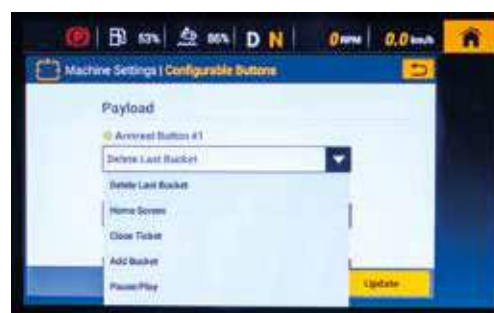 (P) 53% 86% D N 0 RPM 0.0 km/h
Machine Settings | Configurable Buttons
Payload
Armrest Button #1
Delete Last Bucket
Delete Last Bucket
Home Screen
Close Ticket
Add Bucket
Pause/Play
Update